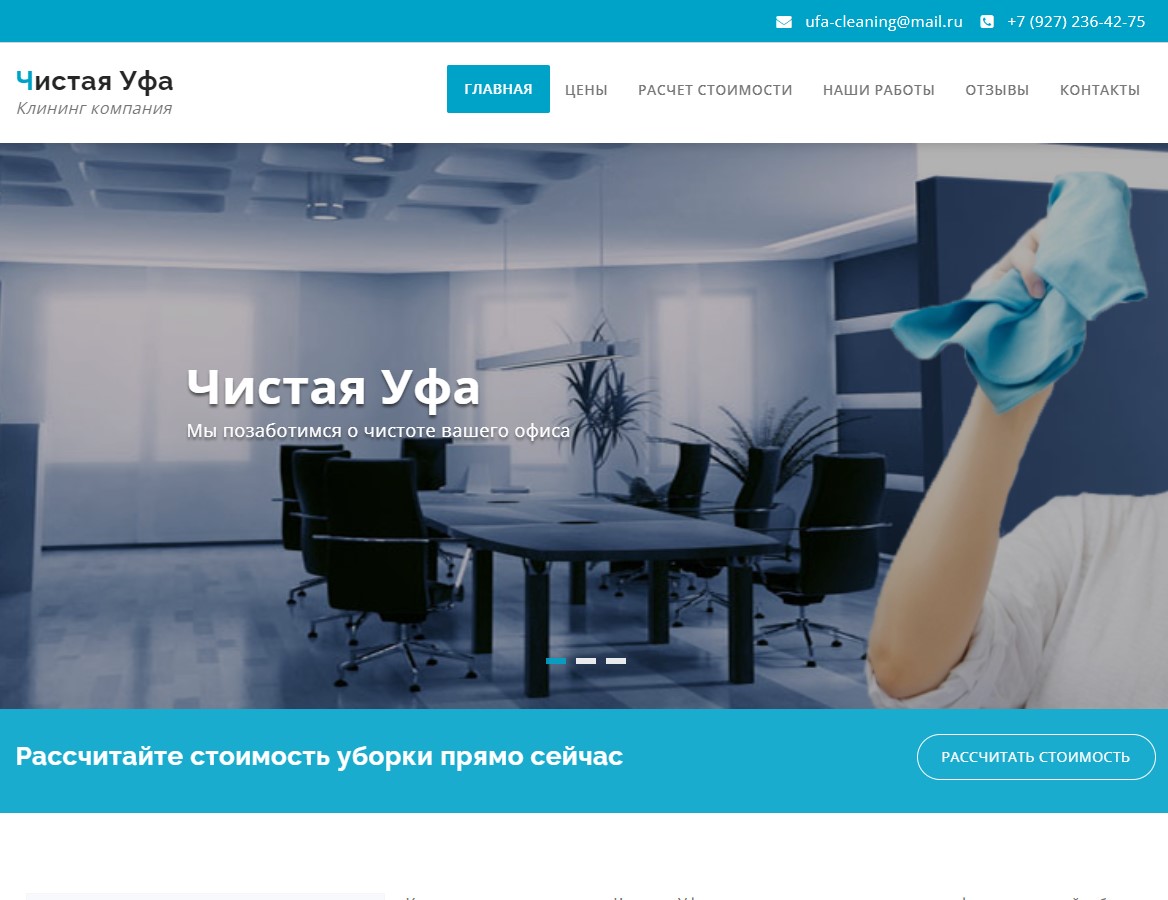 ufa-cleaning@mail.ru +7 (927) 236-42-75
Чистая Уфа
Клининг компания
ГЛАВНАЯ ЦЕНЫ РАСЧЕТ СТОИМОСТИ НАШИ РАБОТЫ ОТЗЫВЫ КОНТАКТЫ
Чистая Уфа
Мы позаботимся о чистоте вашего офиса
Рассчитайте стоимость уборки прямо сейчас
РАССЧИТАТЬ СТОИМОСТЬ